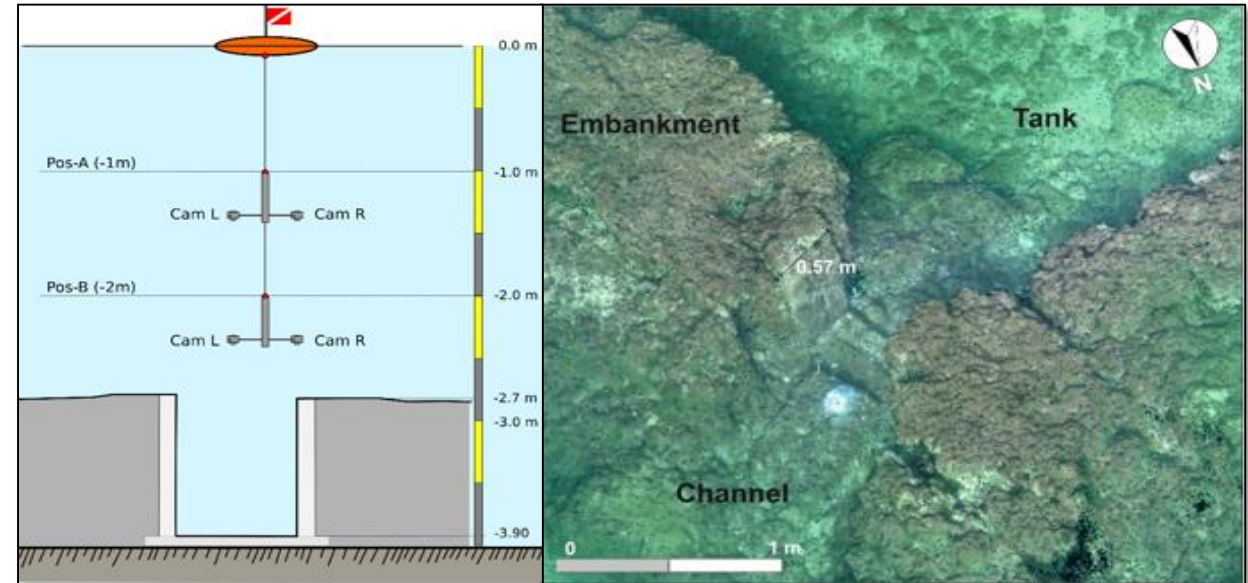 0.0 m
Pos-A (-1m)
-1.0 m
Cam L
Cam R
Pos-B (-2m)
-2.0 m
Cam L
Cam R
-2.7 m
-3.0 m
-3.90
N
Embankment
Tank
0.57 m
Channel
0
1 m